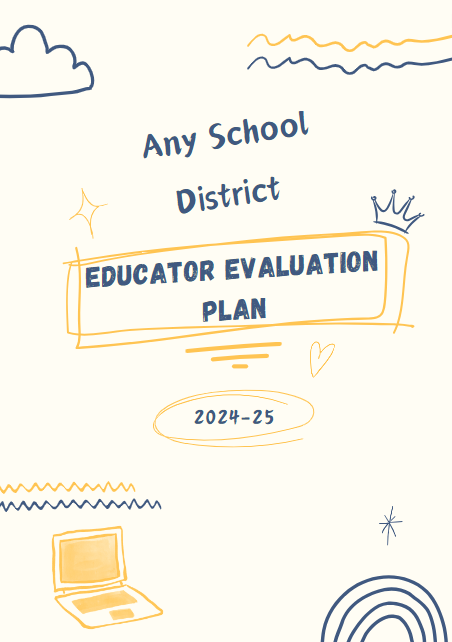 Any School
District
EDUCATOR EVALUATION
PLAN
2024-25